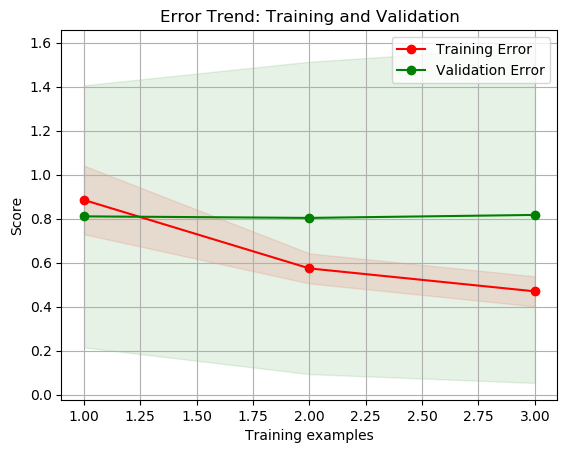 Error Trend: Training and Validation
Training Error
Validation Error
Score
1.6
1.4
1.2
1.0
0.8
0.6
0.4
0.2
0.0
1.00 1.25 1.50 1.75 2.00 2.25 2.50 2.75 3.00
Training examples